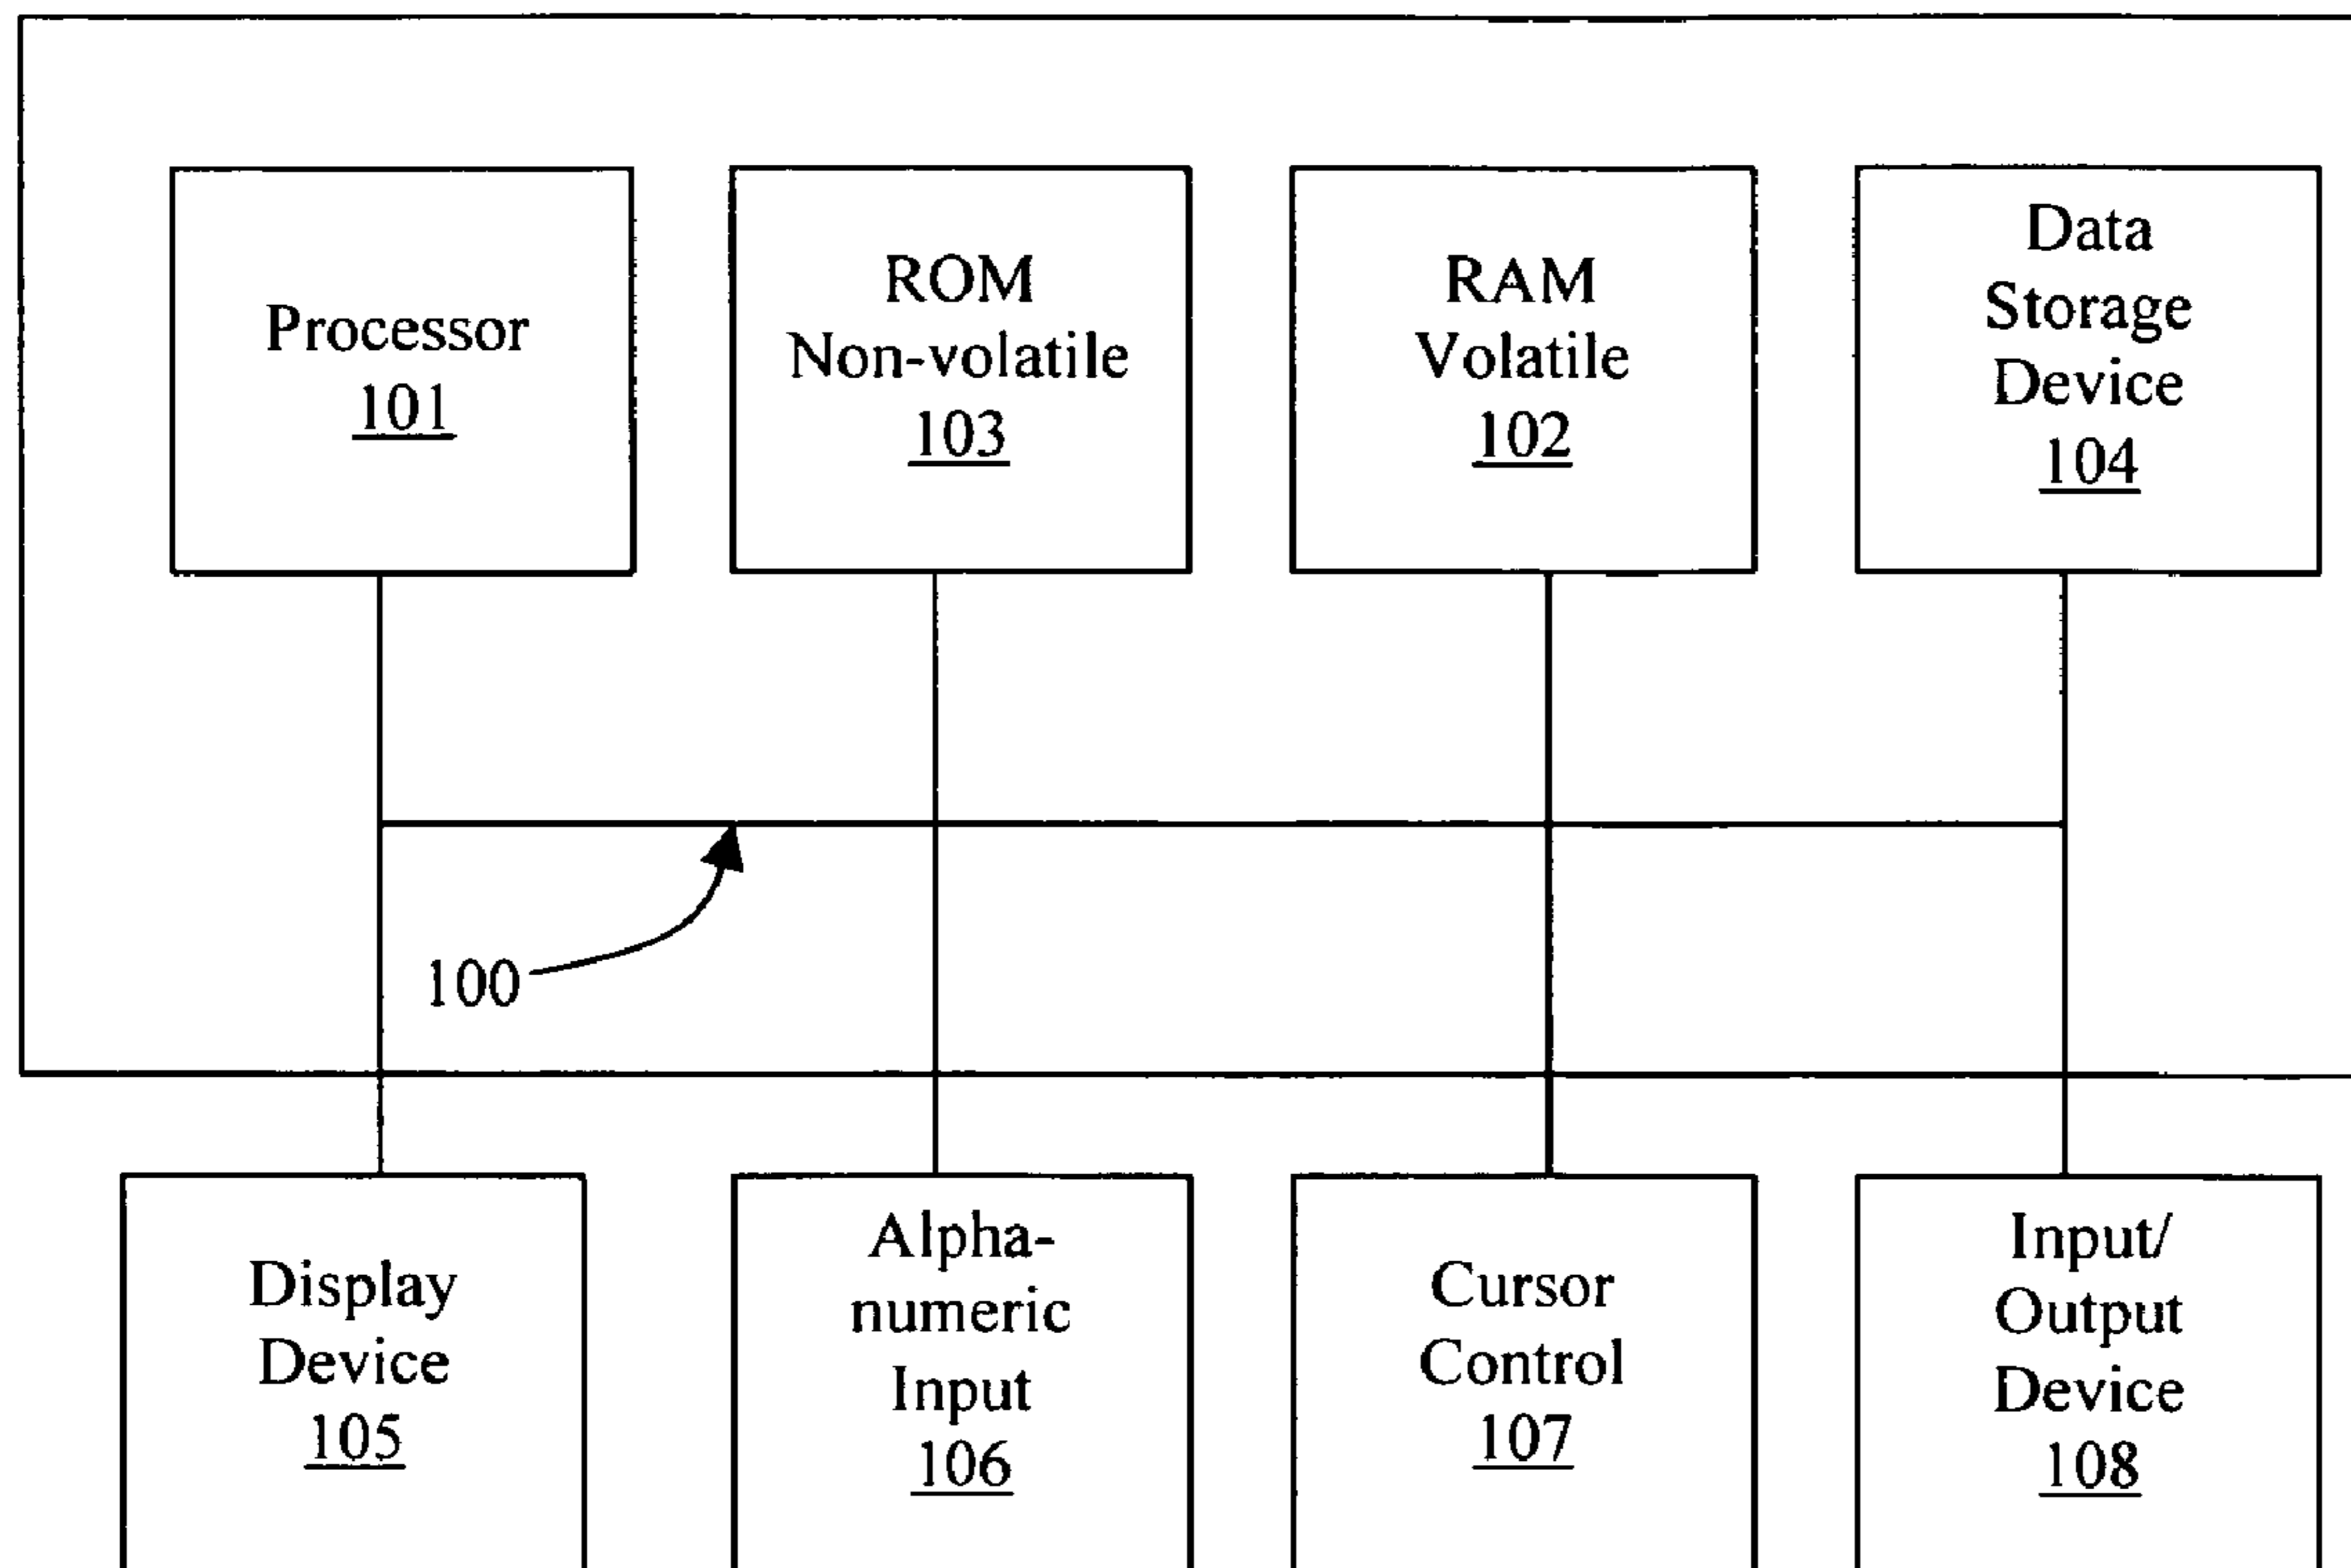 Processor
101
ROM
Non-volatile
103
RAM
Volatile
102
Data
Storage
Device
104
100
Display
Device
105
Alpha-
numeric
Input
106
Cursor
Control
107
Input/
Output
Device
108